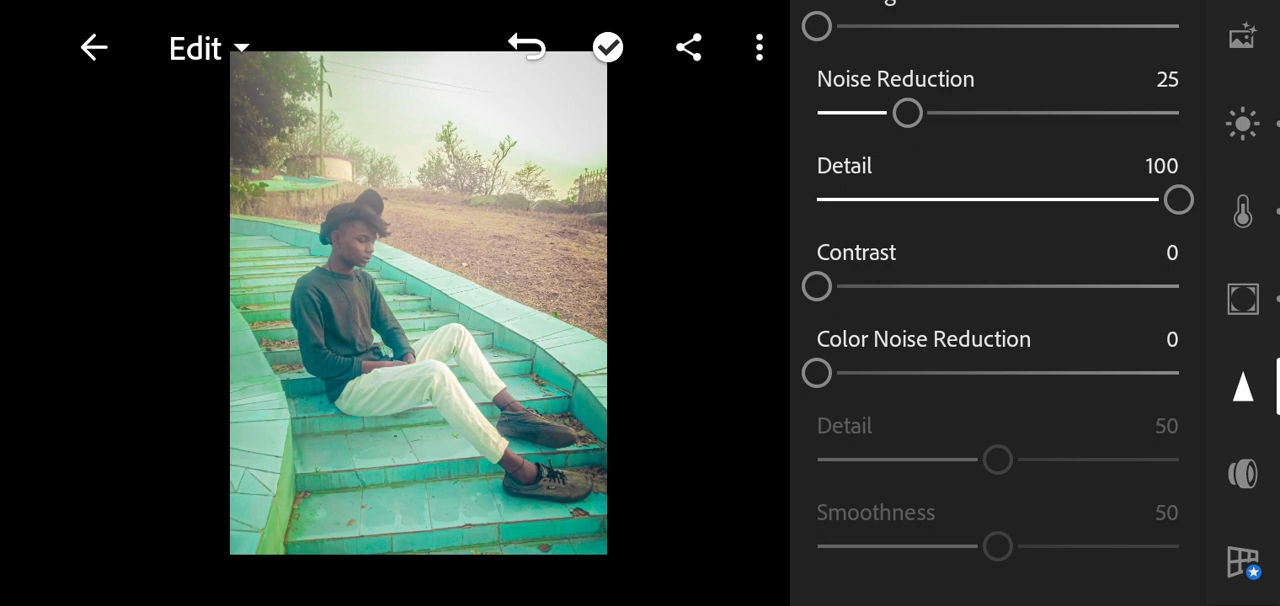 Edit
Noise Reduction 25
Detail 100
Contrast 0
Color Noise Reduction 0
Detail 50
Smoothness 50